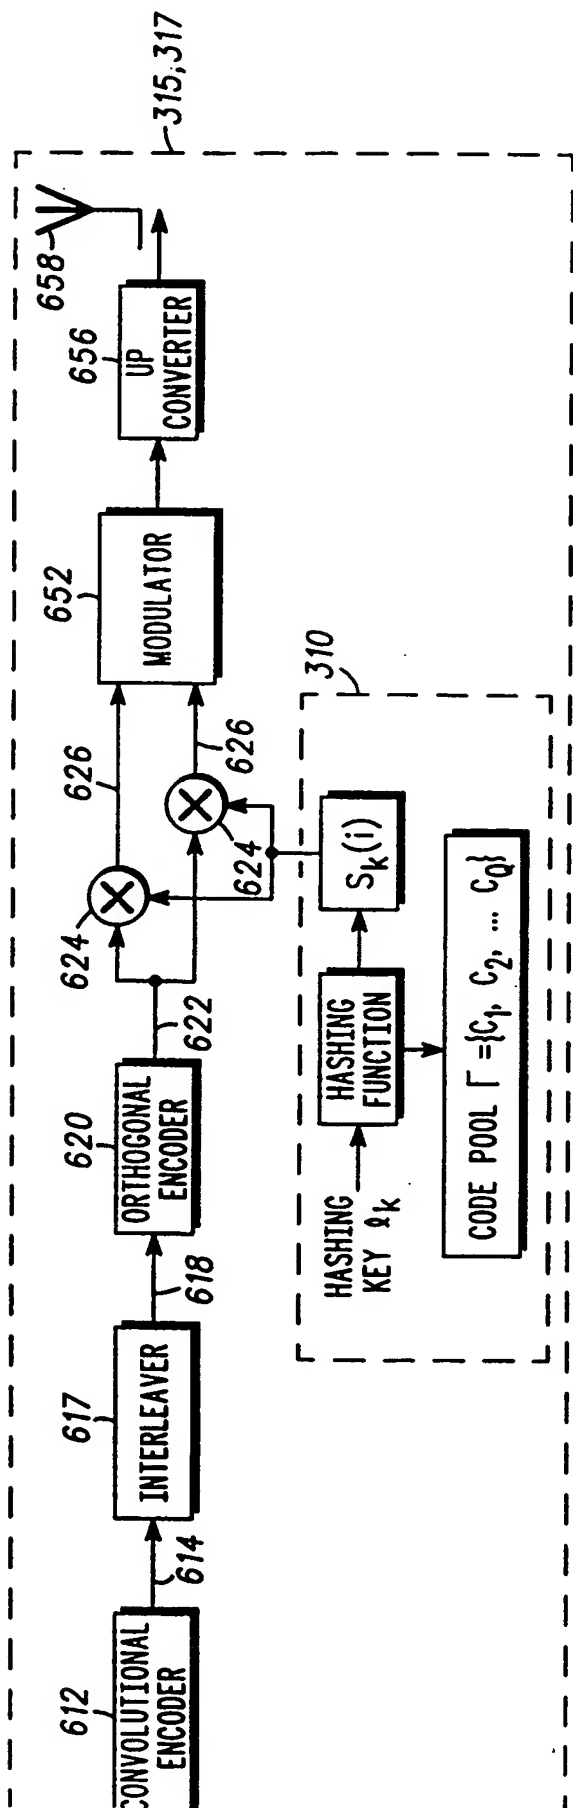 315,317
612
CONVOLUTIONAL
ENCODER
614
617
INTERLEAVER
618
620
ORTHOGONAL
ENCODER
622
624
626
624
626
652
MODULATOR
656
UP
CONVERTER
658
310
HASHING
KEY ℓk
HASHING
FUNCTION
Sk(i)
CODE POOL Γ ={C1, C2, ... CQ}